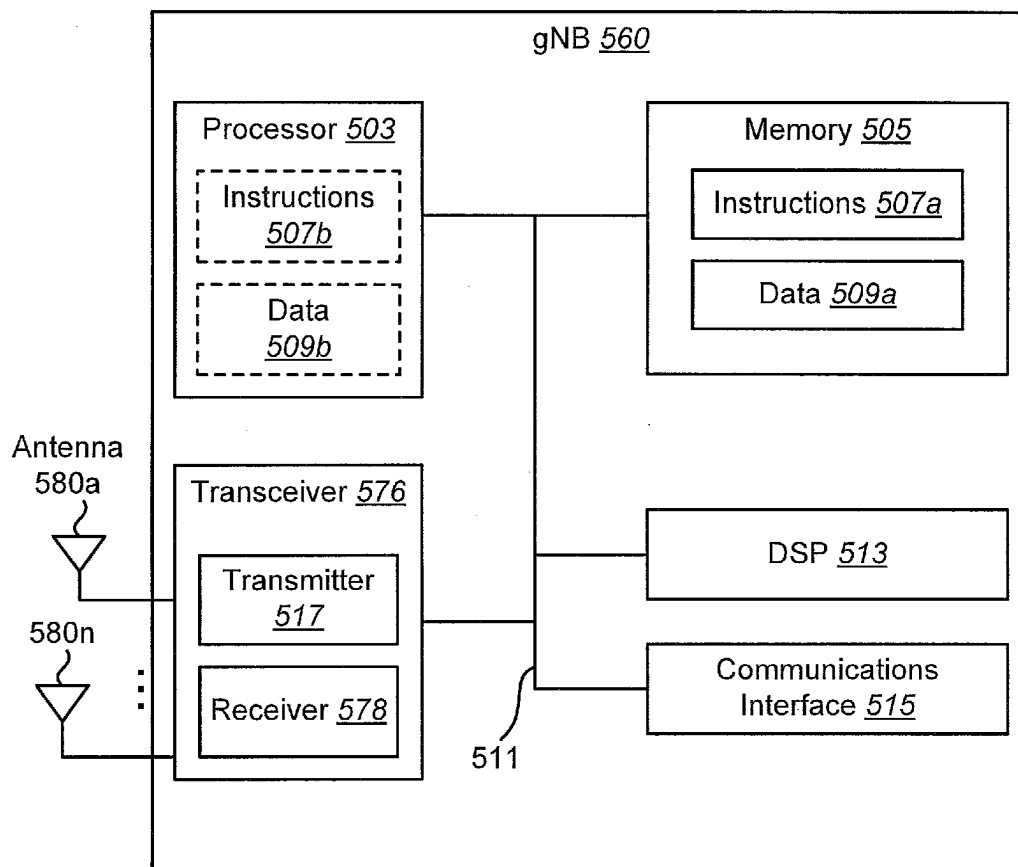 gNB 560
Processor 503
Instructions
507b
Data
509b
Memory 505
Instructions 507a
Data 509a
Antenna
580a
580n
Transceiver 576
Transmitter
517
Receiver 578
511
DSP 513
Communications
Interface 515